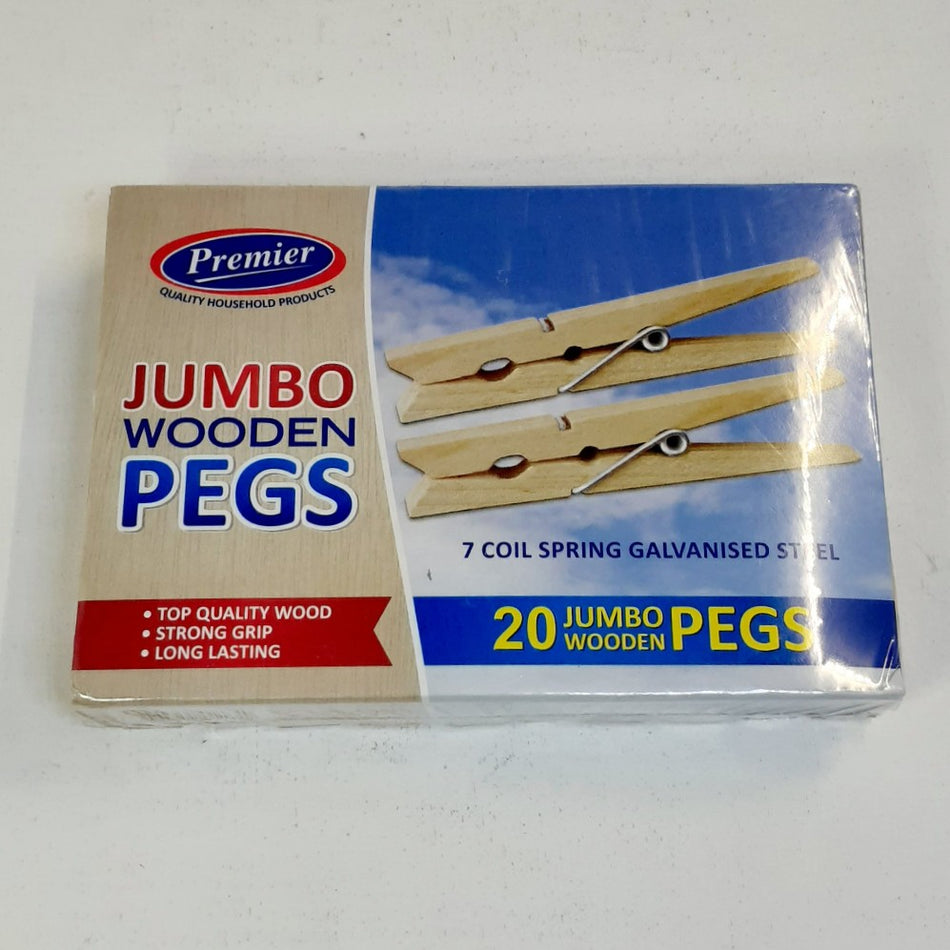 Premier
QUALITY HOUSEHOLD PRODUCTS
JUMBO
WOODEN
PEGS
• TOP QUALITY WOOD
• STRONG GRIP
• LONG LASTING
7 COIL SPRING GALVANISED STEEL
20 JUMBO WOODEN PEGS